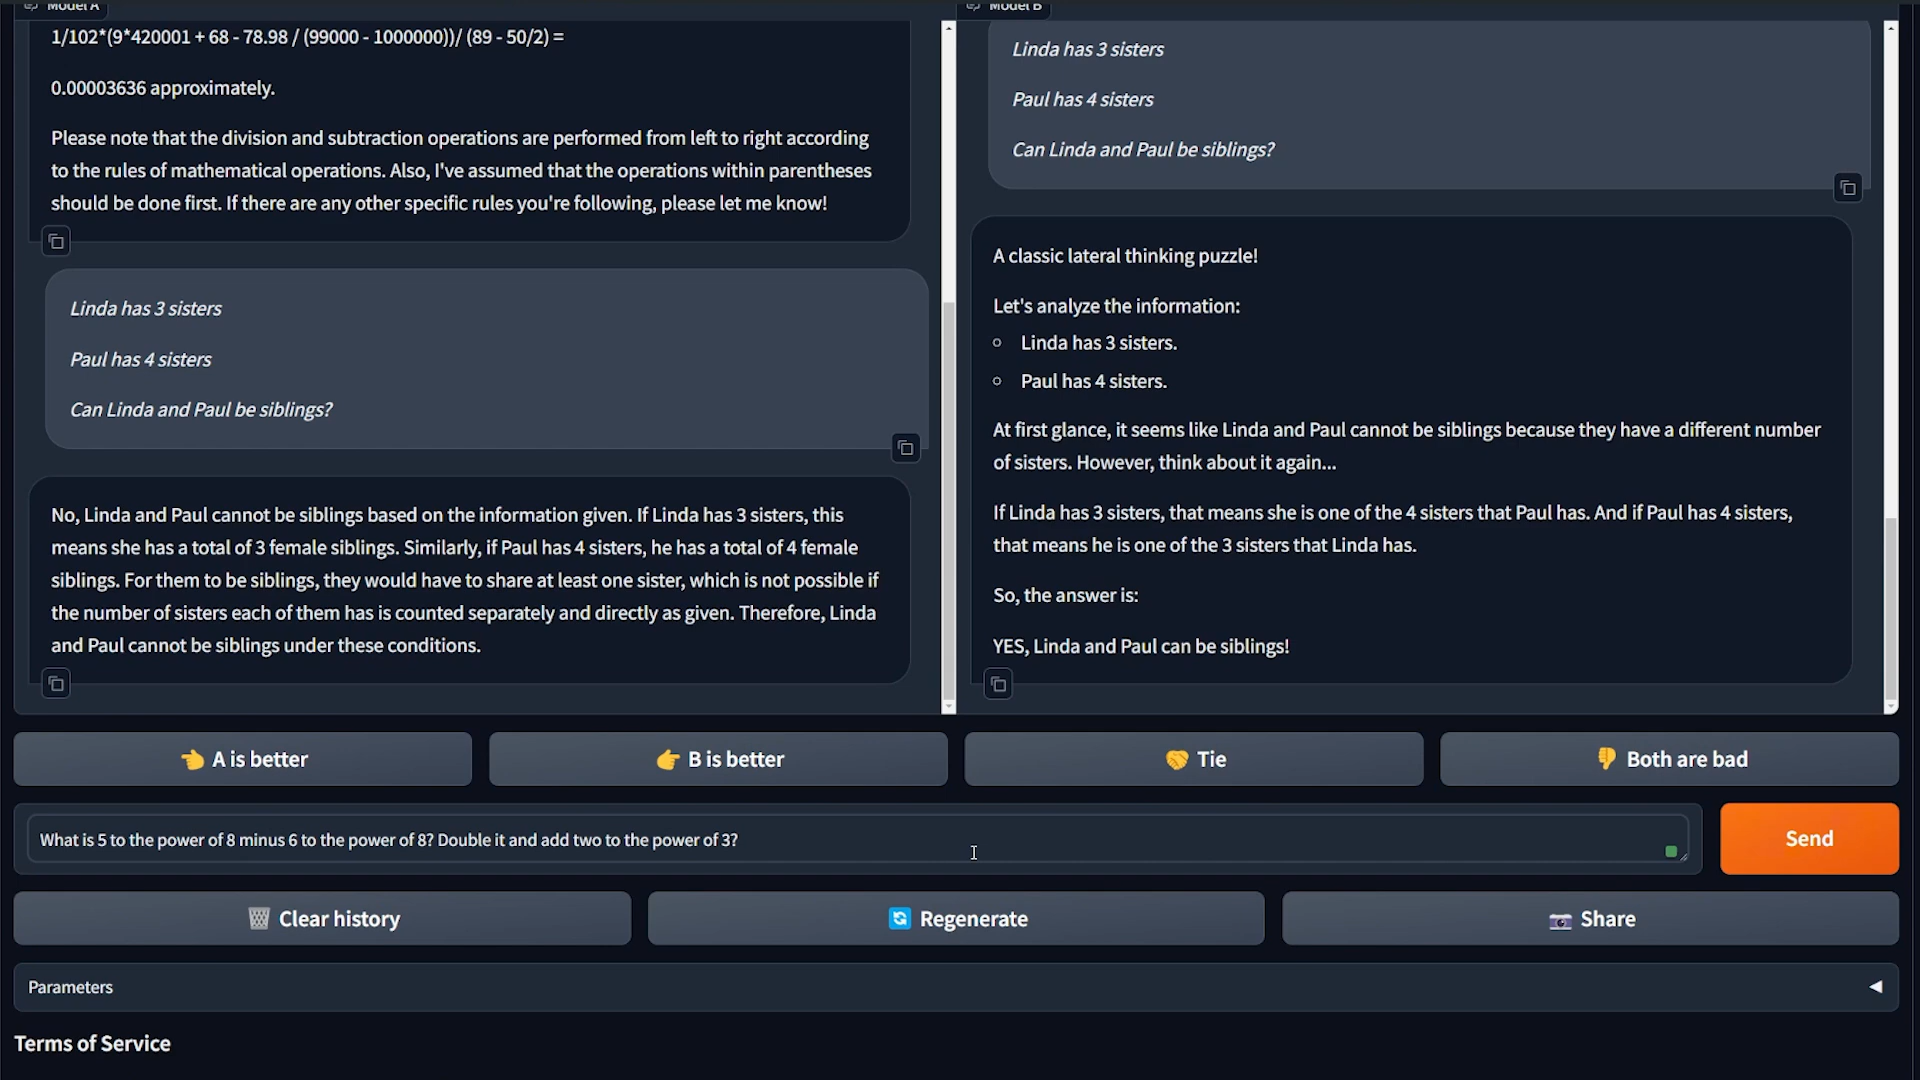 Model A
1/102*(9*420001 + 68 - 78.98 / (99000 - 1000000))/ (89 - 50/2) =
0.00003636 approximately.
Please note that the division and subtraction operations are performed from left to right according
to the rules of mathematical operations. Also, I've assumed that the operations within parentheses
should be done first. If there are any other specific rules you're following, please let me know!
Linda has 3 sisters
Paul has 4 sisters
Can Linda and Paul be siblings?
No, Linda and Paul cannot be siblings based on the information given. If Linda has 3 sisters, this
means she has a total of 3 female siblings. Similarly, if Paul has 4 sisters, he has a total of 4 female
siblings. For them to be siblings, they would have to share at least one sister, which is not possible if
the number of sisters each of them has is counted separately and directly as given. Therefore, Linda
and Paul cannot be siblings under these conditions.
Model B
Linda has 3 sisters
Paul has 4 sisters
Can Linda and Paul be siblings?
A classic lateral thinking puzzle!
Let's analyze the information:
Linda has 3 sisters.
Paul has 4 sisters.
At first glance, it seems like Linda and Paul cannot be siblings because they have a different number
of sisters. However, think about it again...
If Linda has 3 sisters, that means she is one of the 4 sisters that Paul has. And if Paul has 4 sisters,
that means he is one of the 3 sisters that Linda has.
So, the answer is:
YES, Linda and Paul can be siblings!
A is better
B is better
Tie
Both are bad
What is 5 to the power of 8 minus 6 to the power of 8? Double it and add two to the power of 3?
Send
Clear history
Regenerate
Share
Parameters
Terms of Service